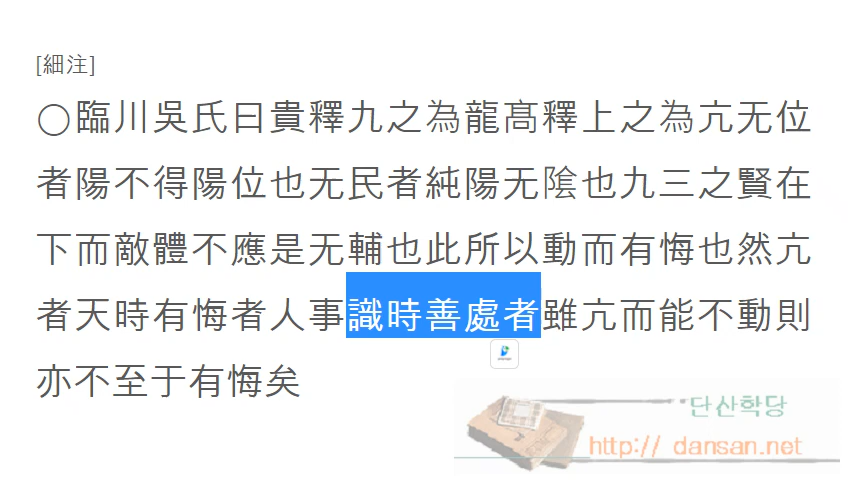 [細注]
◯臨川吳氏曰貴釋九之為龍髙釋上之為亢无位
者陽不得陽位也无民者純陽无陰也九三之賢在
下而敵體不應是无輔也此所以動而有悔也然亢
者天時有悔者人事識時善處者雖亢而能不動則
亦不至于有悔矣
단산학당
http:// dansan.net